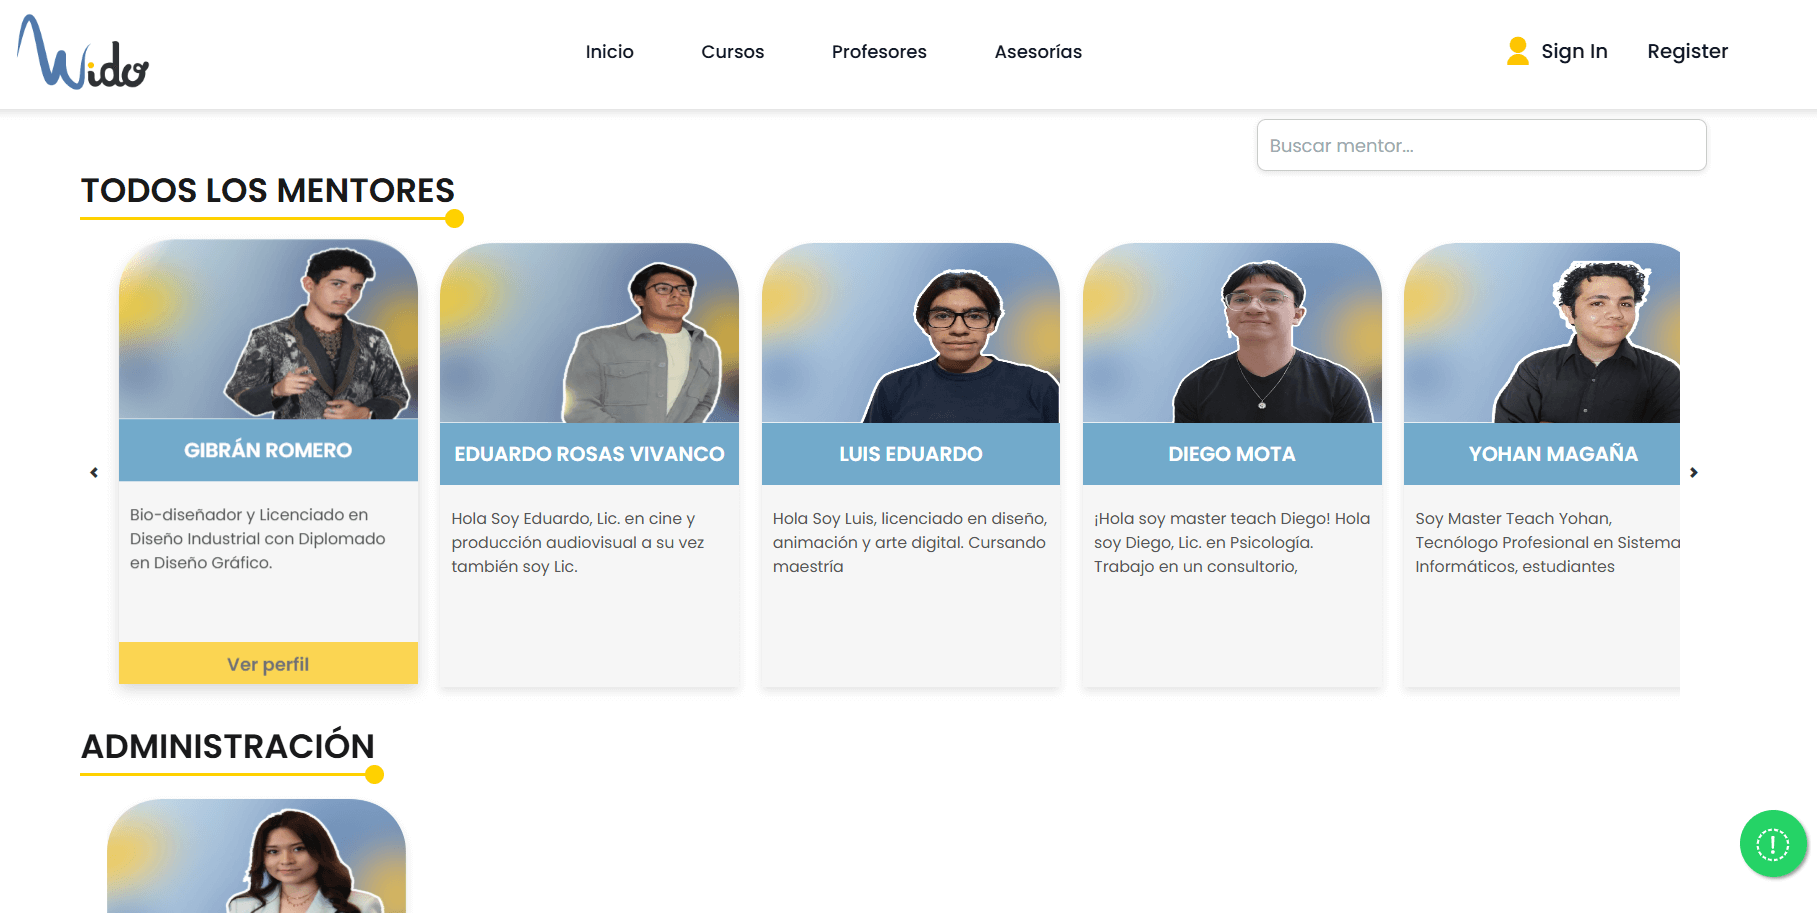 Wido
Inicio
Cursos
Profesores
Asesorías
Sign In
Register
Buscar mentor...
TODOS LOS MENTORES
GIBRÁN ROMERO
Bio-diseñador y Licenciado en
Diseño Industrial con Diplomado
en Diseño Gráfico.
Ver perfil
EDUARDO ROSAS VIVANCO
Hola Soy Eduardo, Lic. en cine y
producción audiovisual a su vez
también soy Lic.
LUIS EDUARDO
Hola Soy Luis, licenciado en diseño,
animación y arte digital. Cursando
maestría
DIEGO MOTA
¡Hola soy master teach Diego! Hola
soy Diego, Lic. en Psicología.
Trabajo en un consultorio,
YOHAN MAGAÑA
Soy Master Teach Yohan,
Tecnólogo Profesional en Sistema
Informáticos, estudiantes
ADMINISTRACIÓN